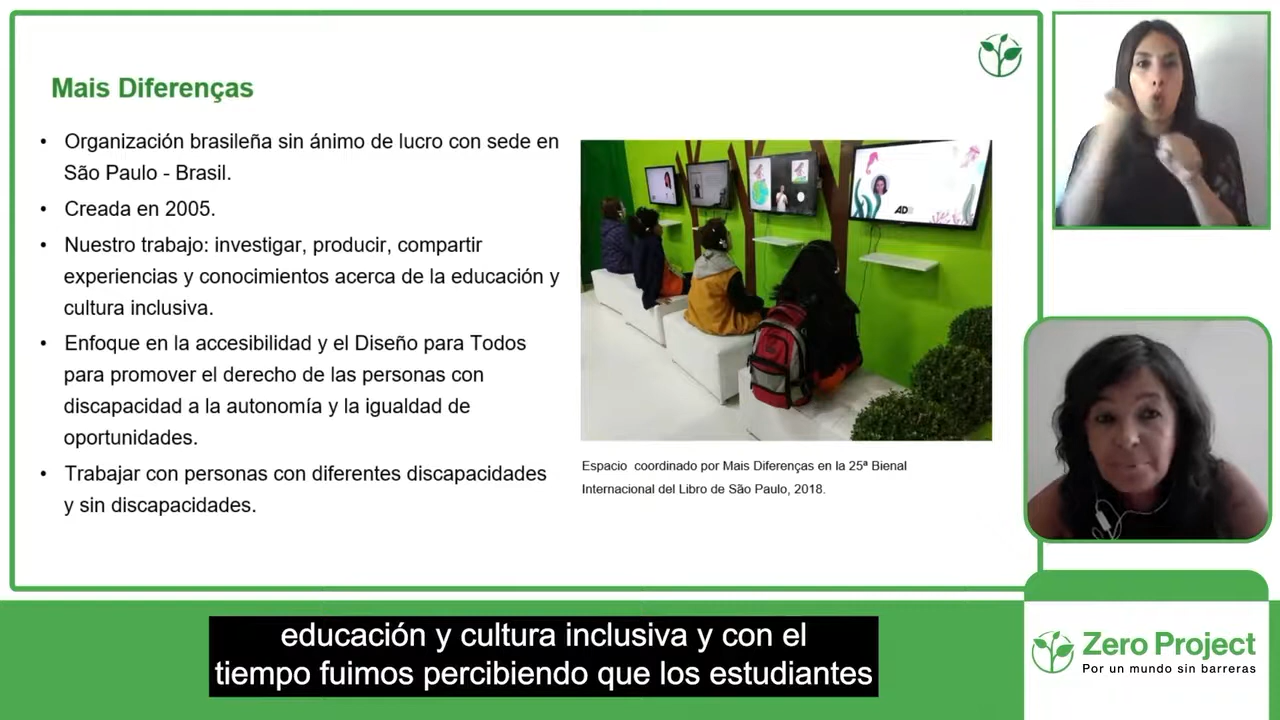 Mais Diferenças
• Organización brasileña sin ánimo de lucro con sede en
São Paulo - Brasil.
• Creada en 2005.
• Nuestro trabajo: investigar, producir, compartir
experiencias y conocimientos acerca de la educación y
cultura inclusiva.
• Enfoque en la accesibilidad y el Diseño para Todos
para promover el derecho de las personas con
discapacidad a la autonomía y la igualdad de
oportunidades.
• Trabajar con personas con diferentes discapacidades
y sin discapacidades.
Espacio coordinado por Mais Diferenças en la 25ª Bienal
Internacional del Libro de São Paulo, 2018.
educación y cultura inclusiva y con el
tiempo fuimos percibiendo que los estudiantes
Zero Project
Por un mundo sin barreras